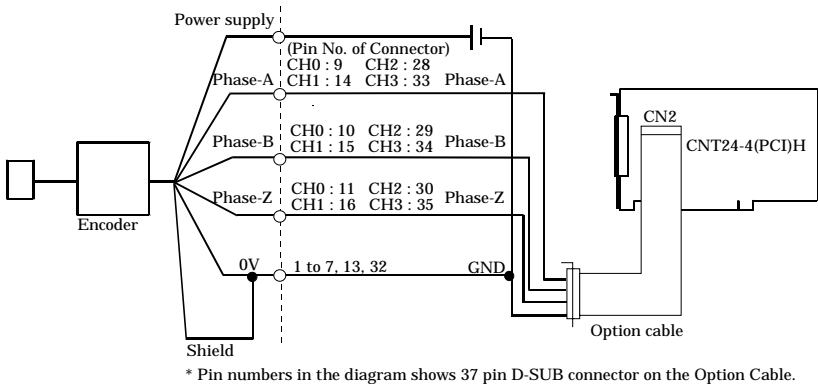 Power supply
(Pin No. of Connector)
CH0 : 9 CH2 : 28
Phase-A CH1 : 14 CH3 : 33 Phase-A
CN2
CNT24-4(PCI)H
CH0 : 10 CH2 : 29
Phase-B CH1 : 15 CH3 : 34 Phase-B
CH0 : 11 CH2 : 30
Phase-Z CH1 : 16 CH3 : 35 Phase-Z
Encoder
0V 1 to 7, 13, 32 GND
Option cable
Shield
* Pin numbers in the diagram shows 37 pin D-SUB connector on the Option Cable.